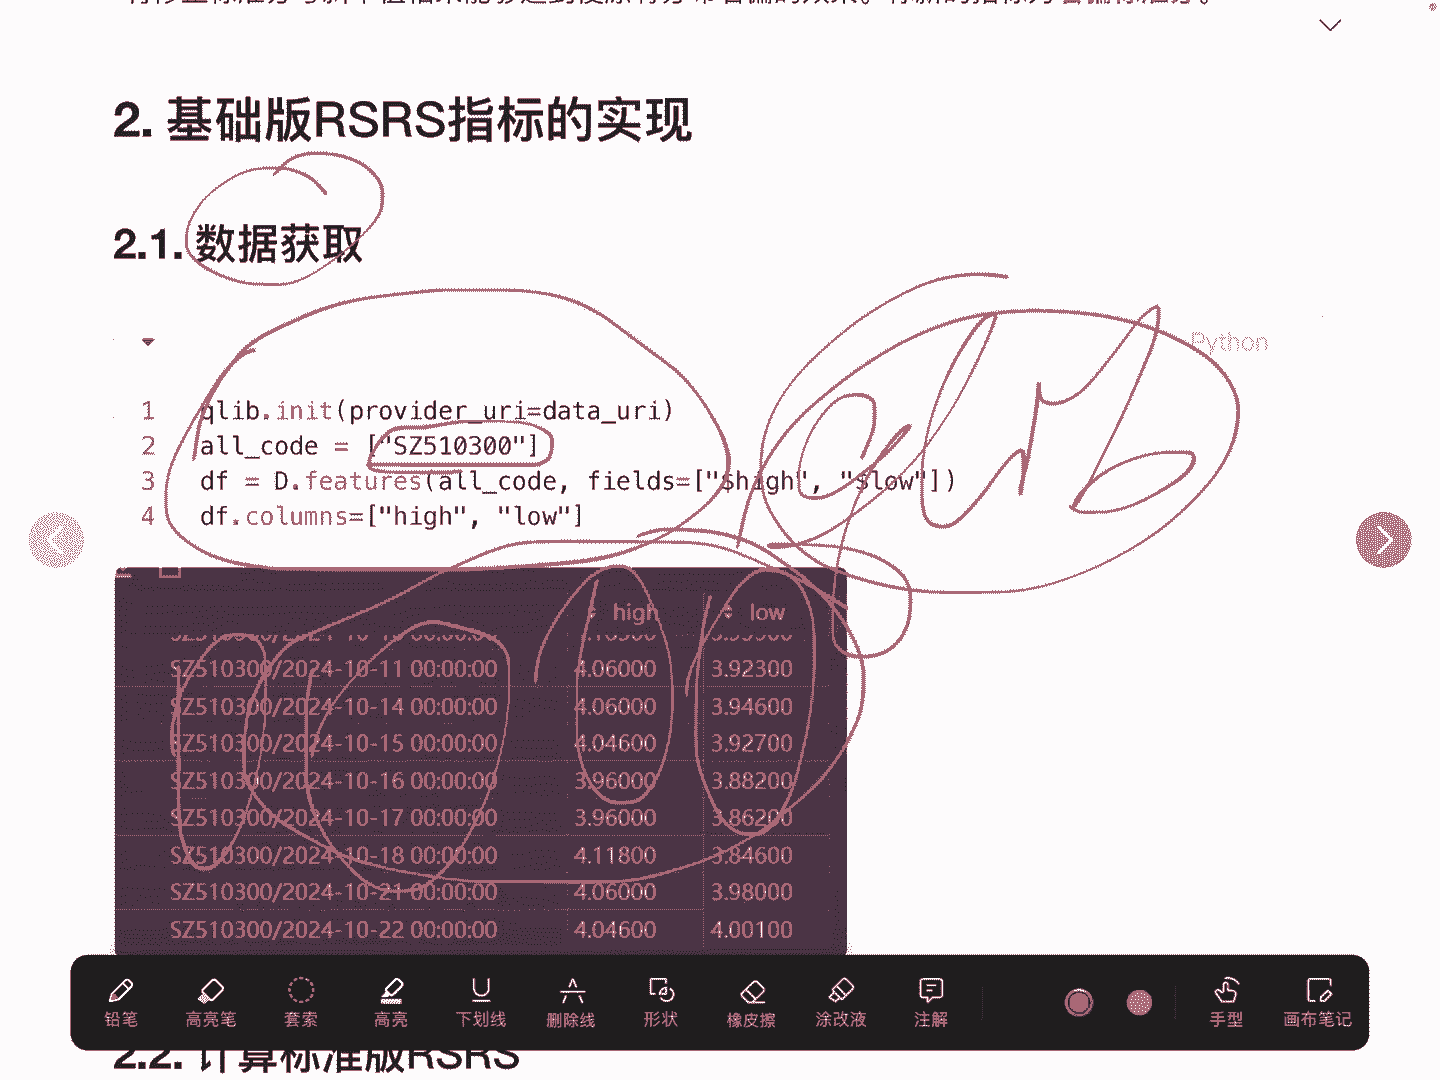 2. 基础版RSRS指标的实现
2.1. 数据获取
Python
1 qlib.init(provider_uri=data_uri)
2 all_code = ["SZ510300"]
3 df = D.features(all_code, fields=["$high", "$low"])
4 df.columns=["high", "low"]
high low
SZ510300/2024-10-11 00:00:00 4.06000 3.92300
SZ510300/2024-10-14 00:00:00 4.06000 3.94600
SZ510300/2024-10-15 00:00:00 4.04600 3.92700
SZ510300/2024-10-16 00:00:00 3.96000 3.88200
SZ510300/2024-10-17 00:00:00 3.96000 3.86200
SZ510300/2024-10-18 00:00:00 4.11800 3.84600
SZ510300/2024-10-21 00:00:00 4.06000 3.98000
SZ510300/2024-10-22 00:00:00 4.04600 4.00100
铅笔 高亮笔 套索 高亮 下划线 删除线 形状 橡皮擦 涂改液 注解 手型 画布笔记
2.2. 计算标准版RSRS